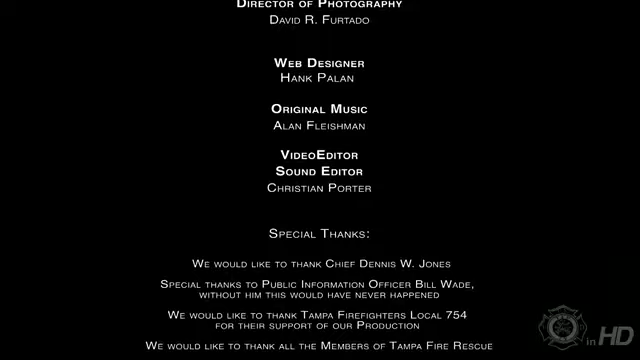 Director of Photography
David R. Furtado
Web Designer
Hank Palan
Original Music
Alan Fleishman
VideoEditor
Sound Editor
Christian Porter
Special Thanks:
We would like to thank Chief Dennis W. Jones
Special thanks to Public Information Officer Bill Wade,
without him this would have never happened
We would like to thank Tampa Firefighters Local 754
for their support of our Production
We would like to thank all the Members of Tampa Fire Rescue
in HD